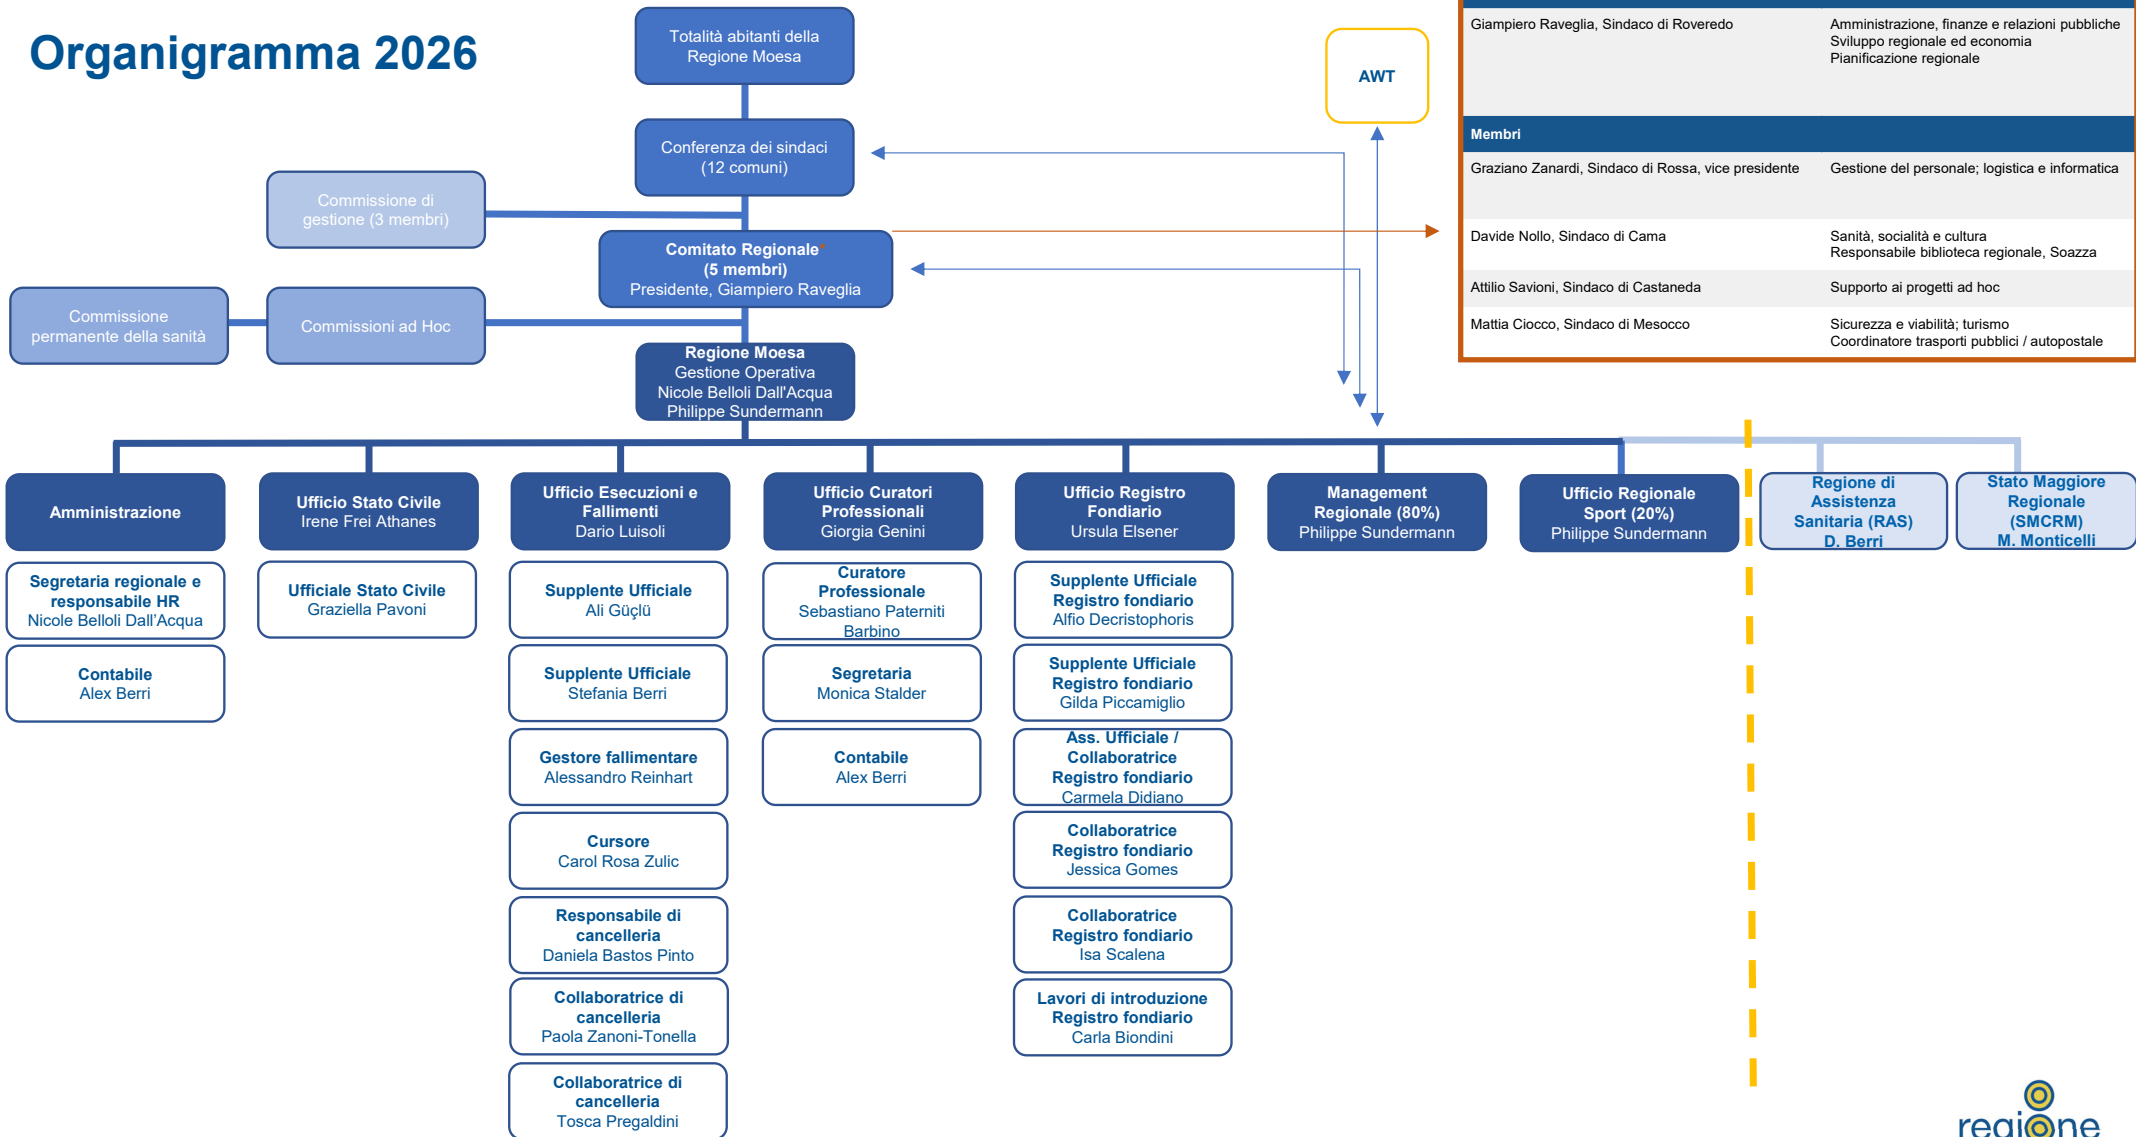 Organigramma 2026
Totalità abitanti della
Regione Moesa
Conferenza dei sindaci
(12 comuni)
Commissione di
gestione (3 membri)
Comitato Regionale*
(5 membri)
Presidente, Giampiero Raveglia
Commissione
permanente della sanità
Commissioni ad Hoc
Regione Moesa
Gestione Operativa
Nicole Belloli Dall'Acqua
Philippe Sundermann
AWT
Giampiero Raveglia, Sindaco di Roveredo
Amministrazione, finanze e relazioni pubbliche
Sviluppo regionale ed economia
Pianificazione regionale
Membri
Graziano Zanardi, Sindaco di Rossa, vice presidente
Gestione del personale; logistica e informatica
Davide Nollo, Sindaco di Cama
Sanità, socialità e cultura
Responsabile biblioteca regionale, Soazza
Attilio Savioni, Sindaco di Castaneda
Supporto ai progetti ad hoc
Mattia Ciocco, Sindaco di Mesocco
Sicurezza e viabilità; turismo
Coordinatore trasporti pubblici / autopostale
Amministrazione
Segretaria regionale e
responsabile HR
Nicole Belloli Dall'Acqua
Contabile
Alex Berri
Ufficio Stato Civile
Irene Frei Athanes
Ufficiale Stato Civile
Graziella Pavoni
Ufficio Esecuzioni e
Fallimenti
Dario Luisoli
Supplente Ufficiale
Ali Güçlü
Supplente Ufficiale
Stefania Berri
Gestore fallimentare
Alessandro Reinhart
Cursore
Carol Rosa Zulic
Responsabile di
cancelleria
Daniela Bastos Pinto
Collaboratrice di
cancelleria
Paola Zanoni-Tonella
Collaboratrice di
cancelleria
Tosca Pregaldini
Ufficio Curatori
Professionali
Giorgia Genini
Curatore
Professionale
Sebastiano Paterniti
Barbino
Segretaria
Monica Stalder
Contabile
Alex Berri
Ufficio Registro
Fondiario
Ursula Elsener
Supplente Ufficiale
Registro fondiario
Alfio Decristophoris
Supplente Ufficiale
Registro fondiario
Gilda Piccamiglio
Ass. Ufficiale /
Collaboratrice
Registro fondiario
Carmela Didiano
Collaboratrice
Registro fondiario
Jessica Gomes
Collaboratrice
Registro fondiario
Isa Scalena
Lavori di introduzione
Registro fondiario
Carla Biondini
Management
Regionale (80%)
Philippe Sundermann
Ufficio Regionale
Sport (20%)
Philippe Sundermann
Regione di
Assistenza
Sanitaria (RAS)
D. Berri
Stato Maggiore
Regionale
(SMCRM)
M. Monticelli
regione